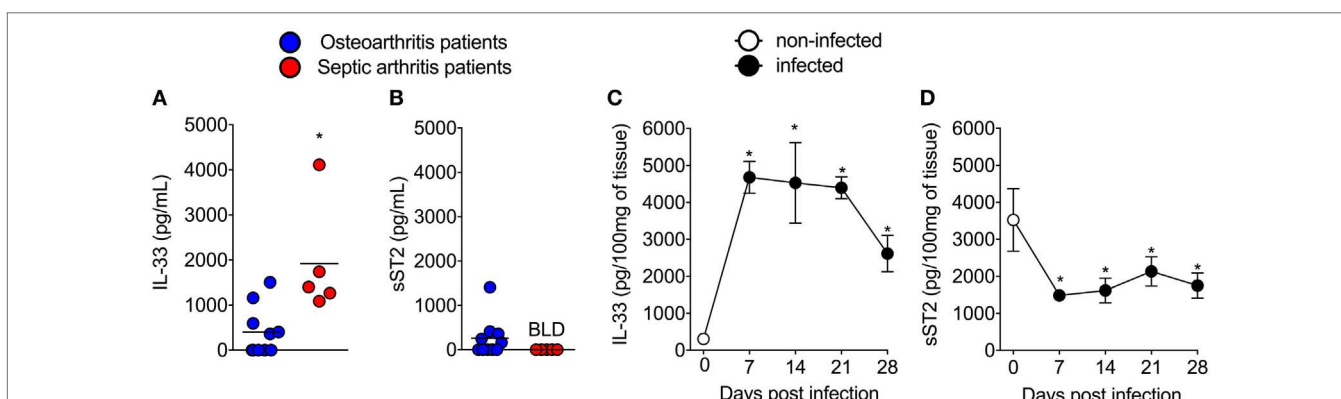 Osteoarthritis patients
Septic arthritis patients
non-infected
infected
A
IL-33 (pg/mL)
5000
4000
3000
2000
1000
0
*
B
sST2 (pg/mL)
5000
4000
3000
2000
1000
0
BLD
C
IL-33 (pg/100mg of tissue)
6000
5000
4000
3000
2000
1000
0
* * * *
0 7 14 21 28
Days post infection
D
sST2 (pg/100mg of tissue)
6000
5000
4000
3000
2000
1000
0
* * * *
0 7 14 21 28
Days post infection